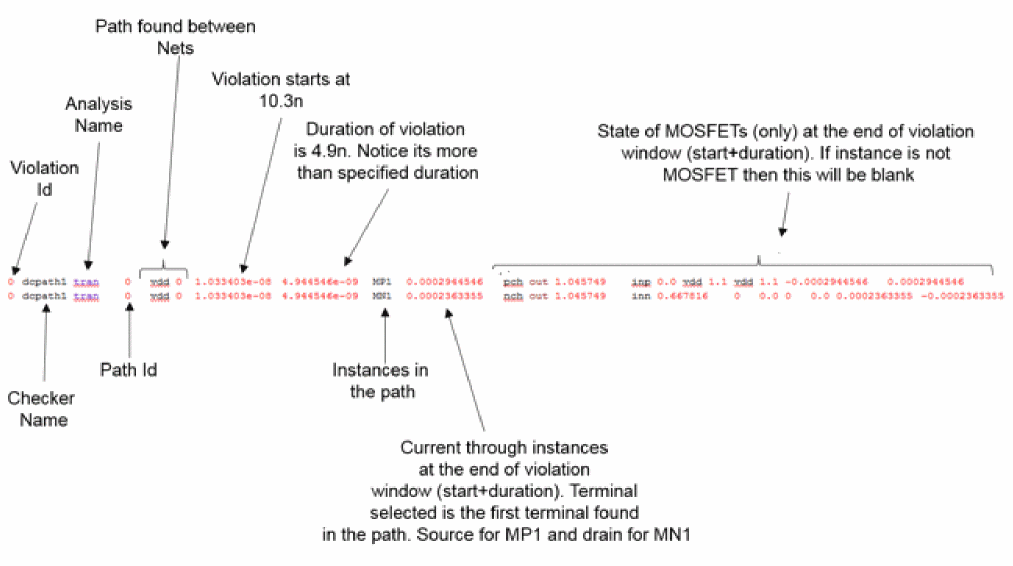 Path found between
Nets
Violation starts at
10.3n
Analysis
Name
Duration of violation
is 4.9n. Notice its more
than specified duration
State of MOSFETs (only) at the end of violation
window (start+duration). If instance is not
MOSFET then this will be blank
Violation
Id
0 dcpath1 tran 0 vdd 0 1.033403e-08 4.944546e-09 MP1 0.0002944546 pch out 1.045749 inp 0.0 vdd 1.1 vdd 1.1 -0.0002944546 0.0002944546
0 dcpath1 tran 0 vdd 0 1.033403e-08 4.944546e-09 MN1 0.0002363355 nch out 1.045749 inn 0.667816 0 0.0 0 0.0 0.0002363355 -0.0002363355
Path Id
Instances in
the path
Checker
Name
Current through instances
at the end of violation
window (start+duration). Terminal
selected is the first terminal found
in the path. Source for MP1 and drain for MN1